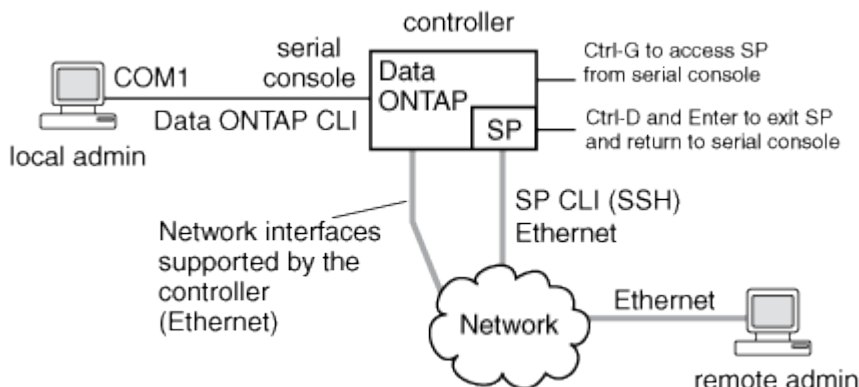 controller
serial
console
COM1
Data ONTAP CLI
local admin
Data
ONTAP
SP
Ctrl-G to access SP
from serial console
Ctrl-D and Enter to exit SP
and return to serial console
SP CLI (SSH)
Ethernet
Network interfaces
supported by the
controller
(Ethernet)
Network
Ethernet
remote admin